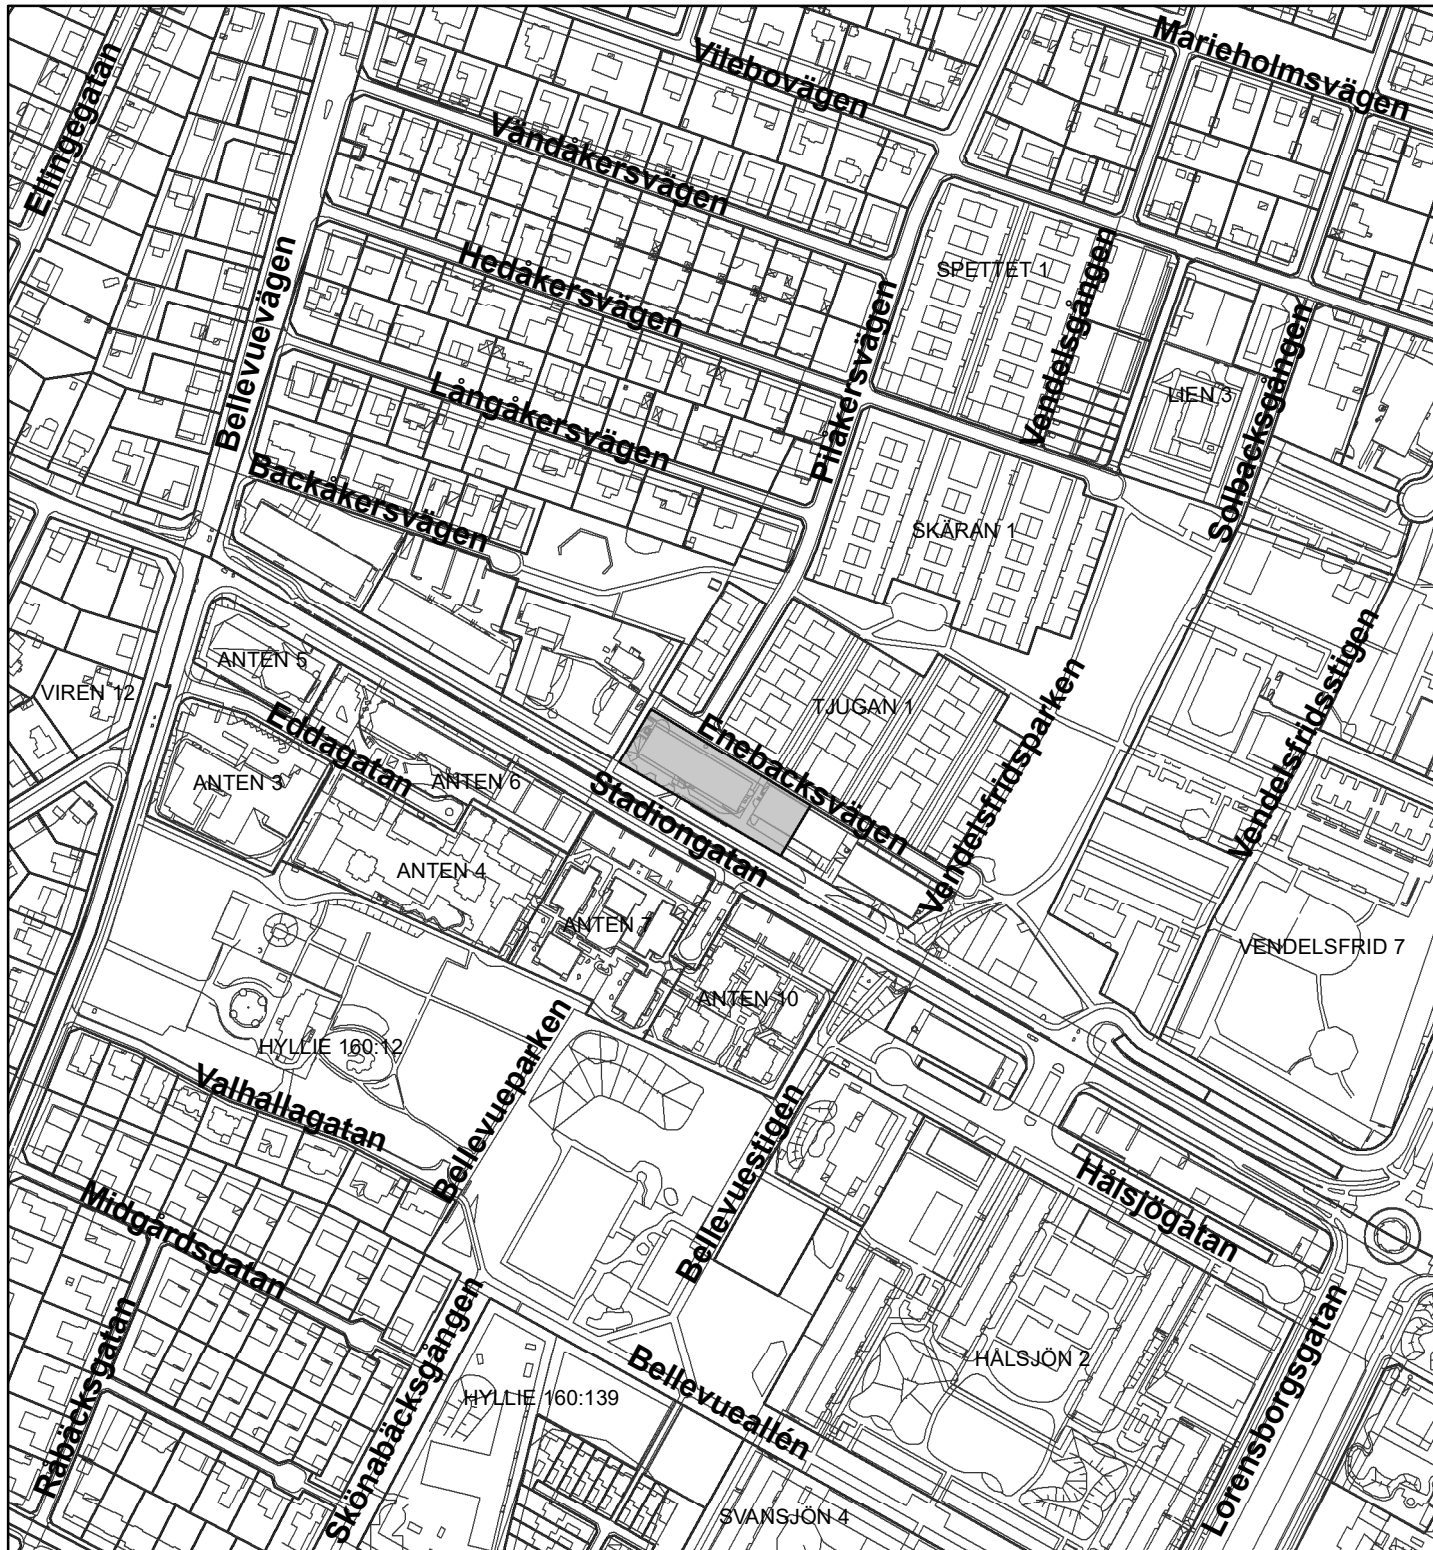 Marieholmsvägen
Vilebovägen
Ellingegatan
Vändåkersvägen
Hedåkersvägen
SPETTET 1
Vendelsgången
Bellevuevägen
Pilåkersvägen
Långåkersvägen
LIEN 3
Solbacksgången
Backåkersvägen
SKÄRAN 1
ANTEN 5
VIREN 12
TJUGAN 1
Eddagatan
Enebacksvägen
Vendelsfridsparken
Vendelsfridsstigen
ANTEN 3
ANTEN 6
Stadiongatan
ANTEN 4
ANTEN 7
VENDELSFRID 7
ANTEN 10
HYLLIE 160:12
Valhallagatan
Bellevueparken
Bellevuestigen
Hålsjögatan
Midgårdsgatan
Råbäcksgatan
Skönabäcksgången
HYLLIE 160:139
Bellevueallén
HÅLSJÖN 2
Lorensborgsgatan
SVANSJÖN 4